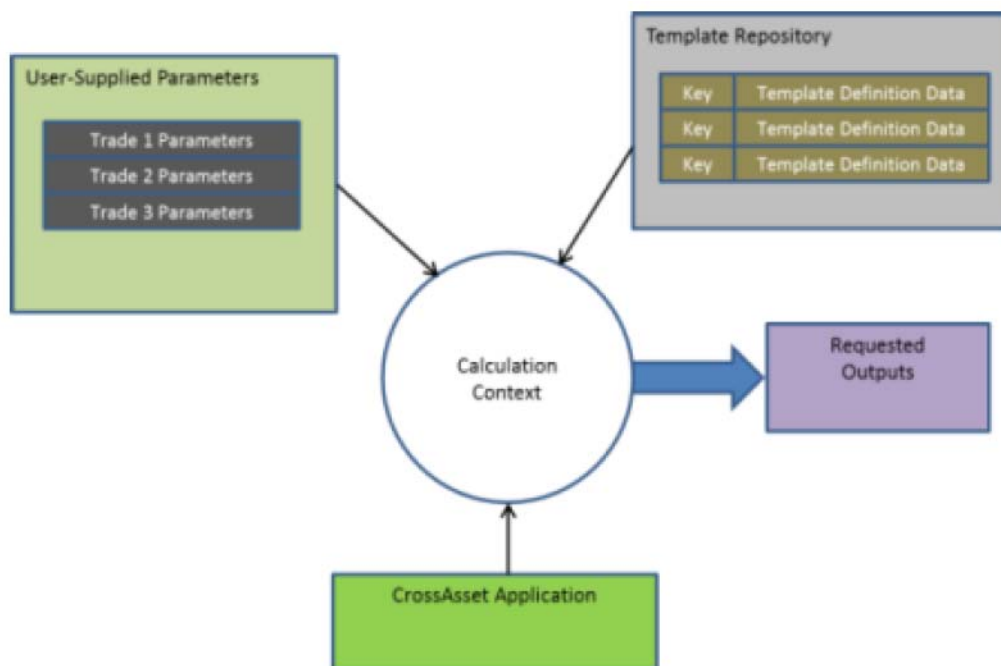 User-Supplied Parameters
Trade 1 Parameters
Trade 2 Parameters
Trade 3 Parameters
Template Repository
Key Template Definition Data
Key Template Definition Data
Key Template Definition Data
Calculation
Context
Requested
Outputs
CrossAsset Application